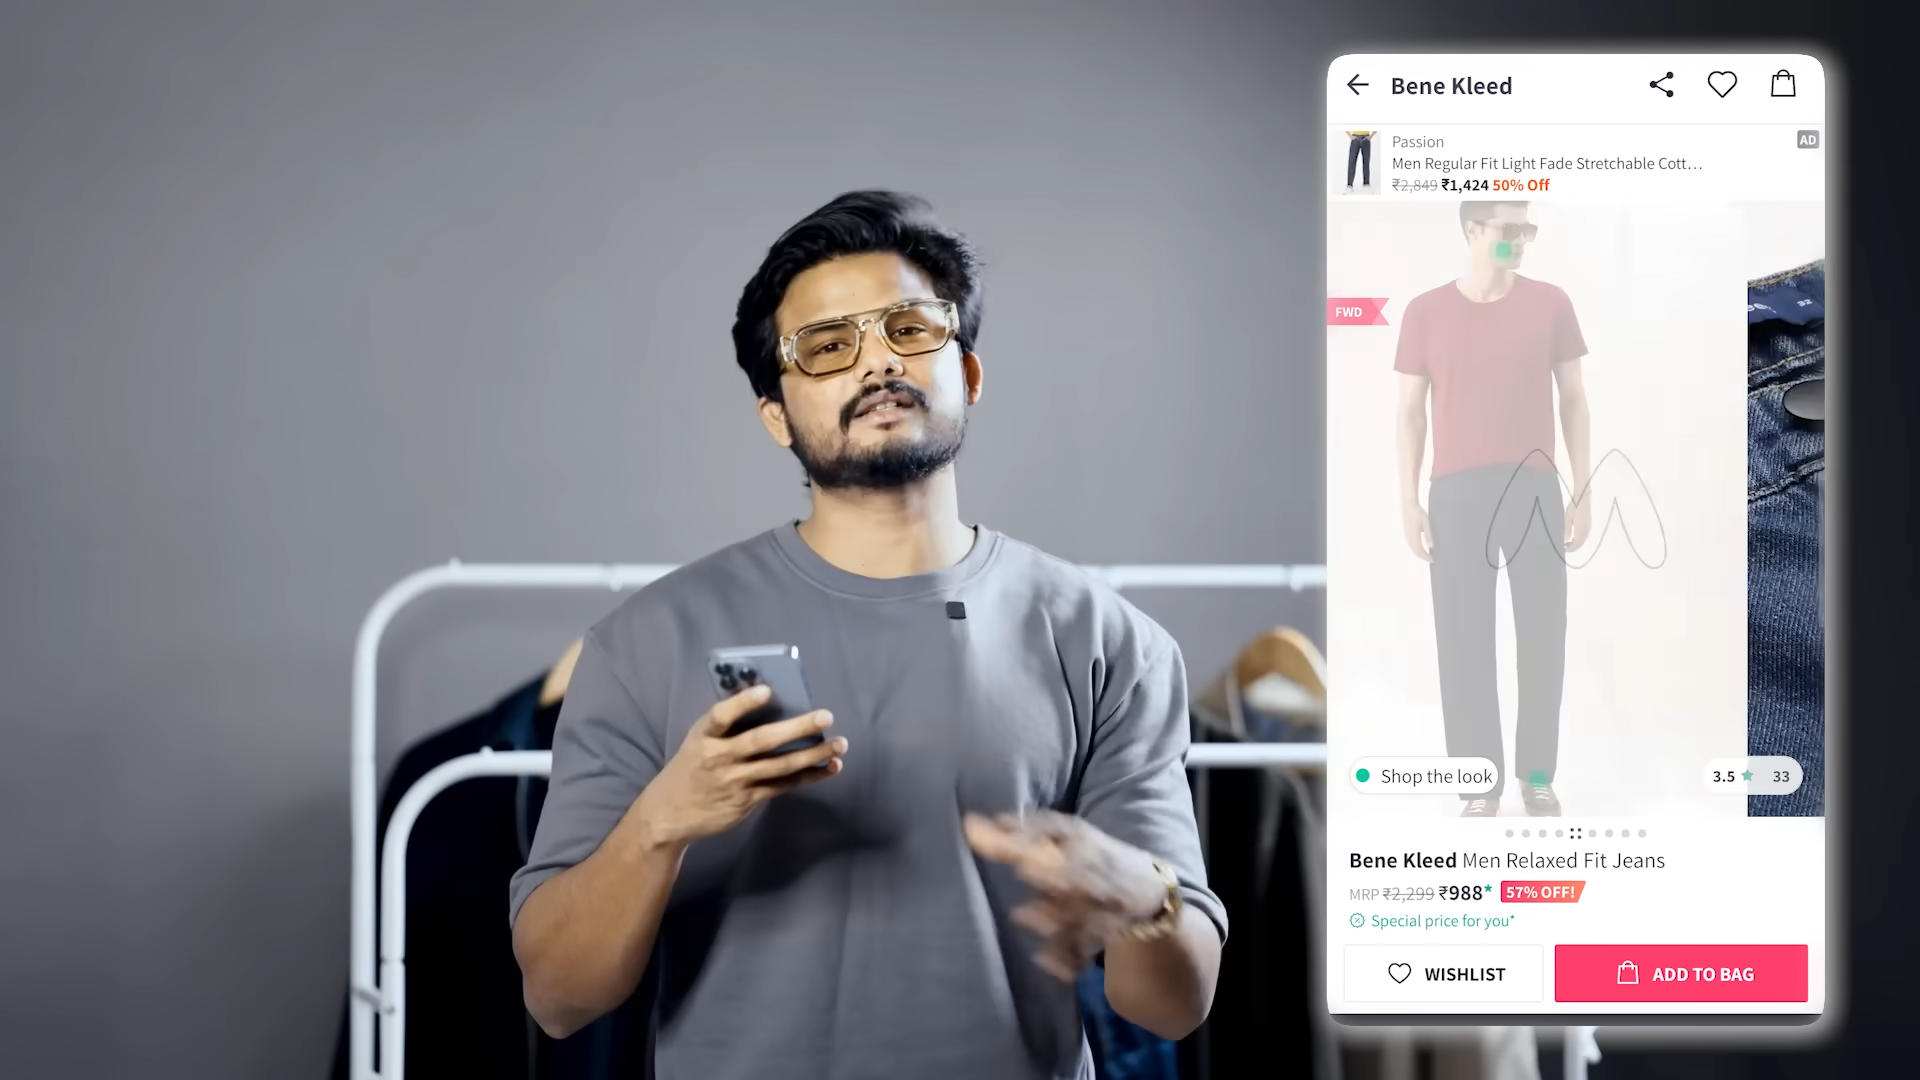 Bene Kleed
Passion
AD
Men Regular Fit Light Fade Stretchable Cott...
₹2,849 ₹1,424 50% Off
FWD
32
Shop the look
3.5 33
Bene Kleed Men Relaxed Fit Jeans
MRP ₹2,299 ₹988* 57% OFF!
Special price for you*
WISHLIST
ADD TO BAG